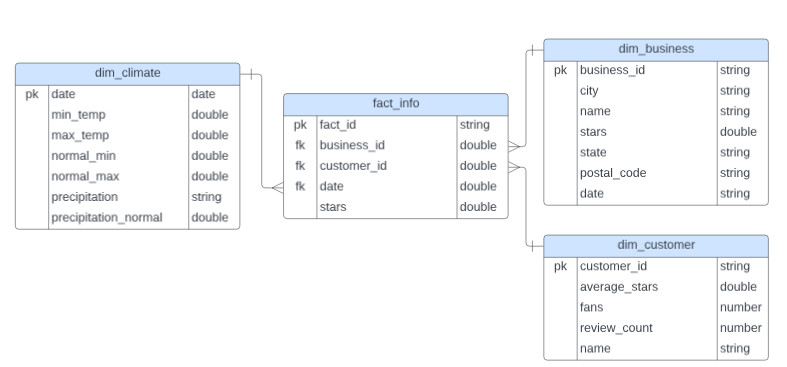 dim_climate
pk date date
min_temp double
max_temp double
normal_min double
normal_max double
precipitation string
precipitation_normal double
fact_info
pk fact_id string
fk business_id double
fk customer_id double
fk date double
stars double
dim_business
pk business_id string
city string
name string
stars double
state string
postal_code string
date string
dim_customer
pk customer_id string
average_stars double
fans number
review_count number
name string